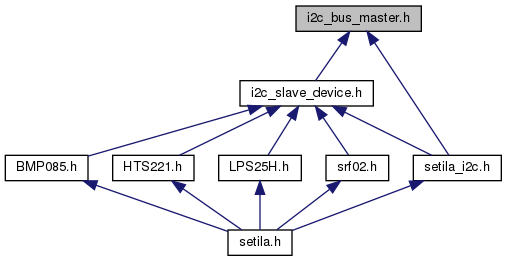 i2c_bus_master.h
i2c_slave_device.h
BMP085.h
HTS221.h
LPS25H.h
srf02.h
setila_i2c.h
setila.h